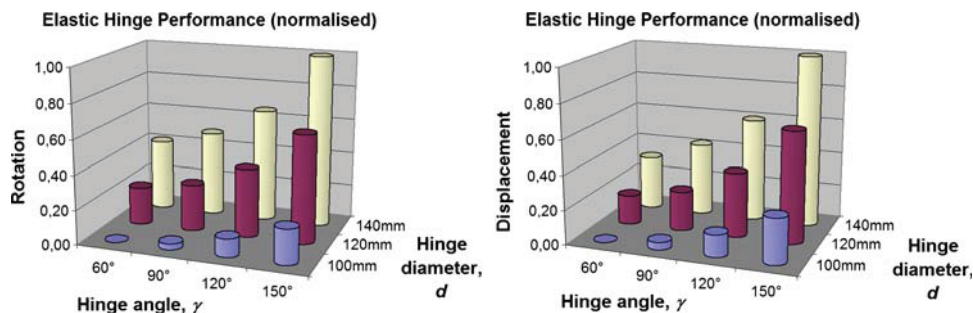 Elastic Hinge Performance (normalised)
1,00
0,80
0,60
0,40
0,20
0,00
Rotation
60°
90°
120°
150°
Hinge angle, γ
140mm
120mm
100mm
Hinge
diameter,
d
Elastic Hinge Performance (normalised)
1,00
0,80
0,60
0,40
0,20
0,00
Displacement
60°
90°
120°
150°
Hinge angle, γ
140mm
120mm
100mm
Hinge
diameter,
d